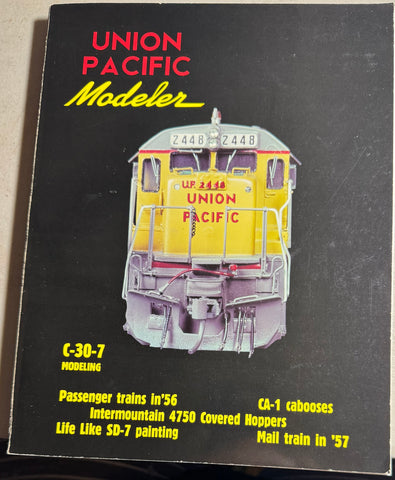 UNION
PACIFIC
Modeler
2448 2448
U.P. 2448
UNION
PACIFIC
C-30-7
MODELING
Passenger trains in'56
CA-1 cabooses
Intermountain 4750 Covered Hoppers
Life Like SD-7 painting
Mail train in '57